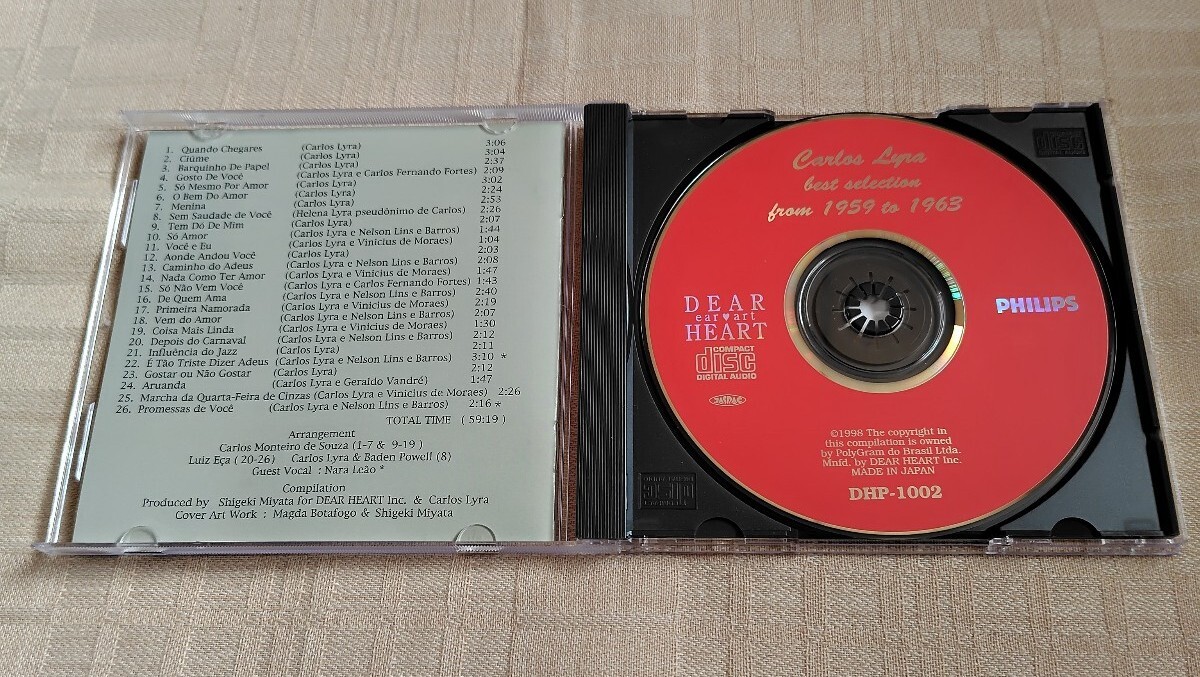 1. Quando Chegares (Carlos Lyra) 3:06
2. Ciúme (Carlos Lyra) 3:04
3. Barquinho De Papel (Carlos Lyra) 2:37
4. Gosto De Você (Carlos Lyra e Carlos Fernando Fortes) 2:09
5. Só Mesmo Por Amor (Carlos Lyra) 3:02
6. O Bem Do Amor (Carlos Lyra) 2:24
7. Menina (Carlos Lyra) 2:53
8. Sem Saudade de Você (Helena Lyra pseudônimo de Carlos) 2:26
9. Tem Dó De Mim (Carlos Lyra) 2:07
10. Só Amor (Carlos Lyra e Nelson Lins e Barros) 1:44
11. Você e Eu (Carlos Lyra e Vinicius de Moraes) 1:04
12. Aonde Andou Você (Carlos Lyra) 2:03
13. Caminho do Adeus (Carlos Lyra e Nelson Lins e Barros) 2:08
14. Nada Como Ter Amor (Carlos Lyra e Vinicius de Moraes) 1:47
15. Só Não Vem Você (Carlos Lyra e Carlos Fernando Fortes) 1:43
16. De Quem Ama (Carlos Lyra e Nelson Lins e Barros) 2:40
17. Primeira Namorada (Carlos Lyra e Vinicius de Moraes) 2:19
18. Vem do Amor (Carlos Lyra e Nelson Lins e Barros) 2:07
19. Coisa Mais Linda (Carlos Lyra e Vinicius de Moraes) 1:30
20. Depois do Carnaval (Carlos Lyra e Nelson Lins e Barros) 2:12
21. Influência do Jazz (Carlos Lyra) 2:11
22. É Tão Triste Dizer Adeus (Carlos Lyra e Nelson Lins e Barros) 3:10 *
23. Gostar ou Não Gostar (Carlos Lyra) 2:12
24. Aruanda (Carlos Lyra e Geraldo Vandré) 1:47
25. Marcha da Quarta-Feira de Cinzas (Carlos Lyra e Vinicius de Moraes) 2:26
26. Promessas de Você (Carlos Lyra e Nelson Lins e Barros) 2:16 *
TOTAL TIME ( 59:19 )
Arrangement
Carlos Monteiro de Souza (1-7 & 9-19 )
Luiz Eça ( 20-26) Carlos Lyra & Baden Powell (8)
Guest Vocal : Nara Leão *
Compilation
Produced by Shigeki Miyata for DEAR HEART Inc. & Carlos Lyra
Cover Art Work : Magda Botafogo & Shigeki Miyata
Carlos Lyra
best selection
from 1959 to 1963
DEAR
ear♥art
HEART
COMPACT
disc
DIGITAL AUDIO
JASRAC
PHILIPS
©1998 The copyright in
this compilation is owned
by PolyGram do Brasil Ltda.
Mnfd. by DEAR HEART Inc.
MADE IN JAPAN
DHP-1002